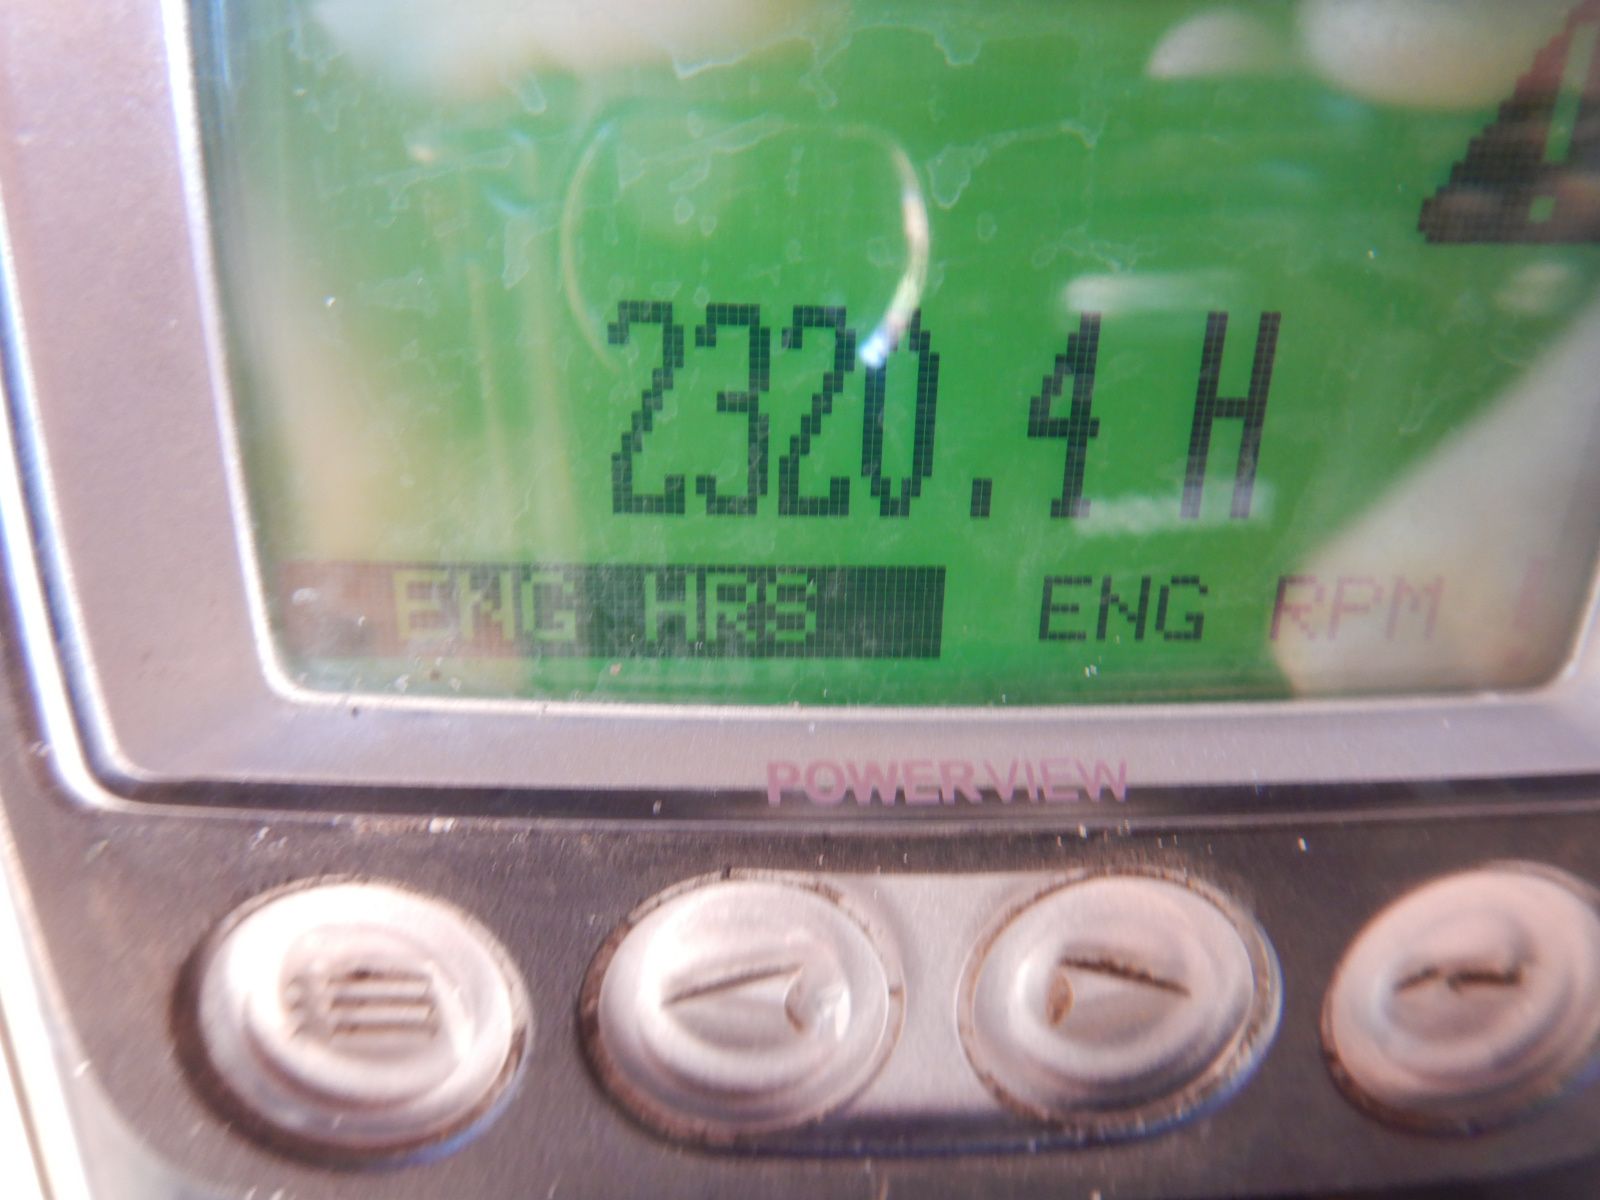 2320.4 H
ENG HRS ENG RPM
POWERVIEW